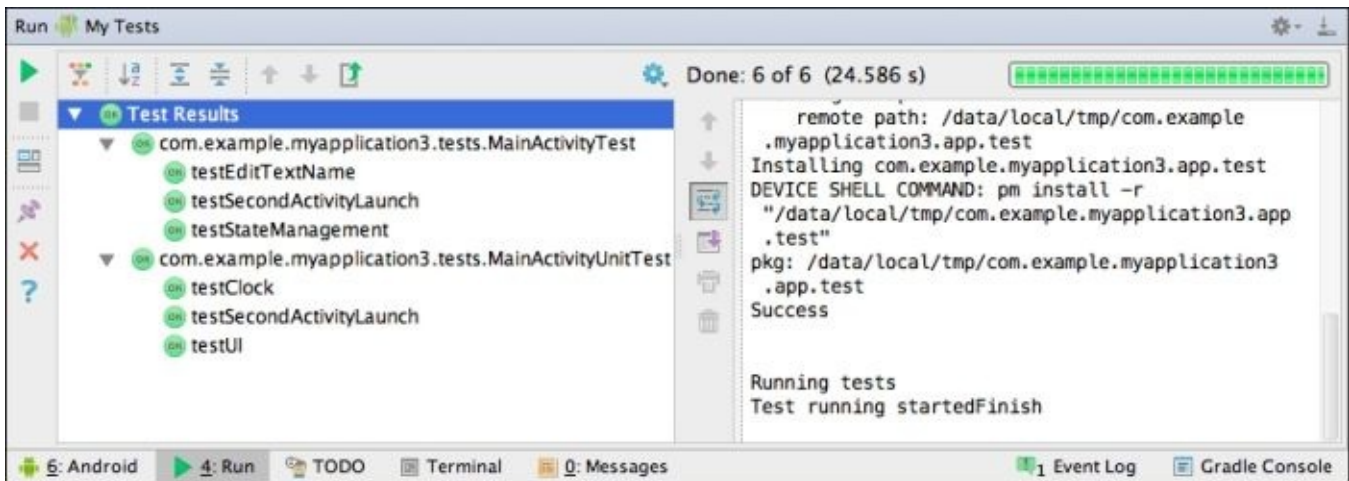 Run My Tests
Done: 6 of 6 (24.586 s)
Test Results
com.example.myapplication3.tests.MainActivityTest
testEditTextName
testSecondActivityLaunch
testStateManagement
com.example.myapplication3.tests.MainActivityUnitTest
testClock
testSecondActivityLaunch
testUI
remote path: /data/local/tmp/com.example
.myapplication3.app.test
Installing com.example.myapplication3.app.test
DEVICE SHELL COMMAND: pm install -r
"/data/local/tmp/com.example.myapplication3.app
.test"
pkg: /data/local/tmp/com.example.myapplication3
.app.test
Success
Running tests
Test running startedFinish
6: Android 4: Run TODO Terminal 0: Messages 1 Event Log Gradle Console